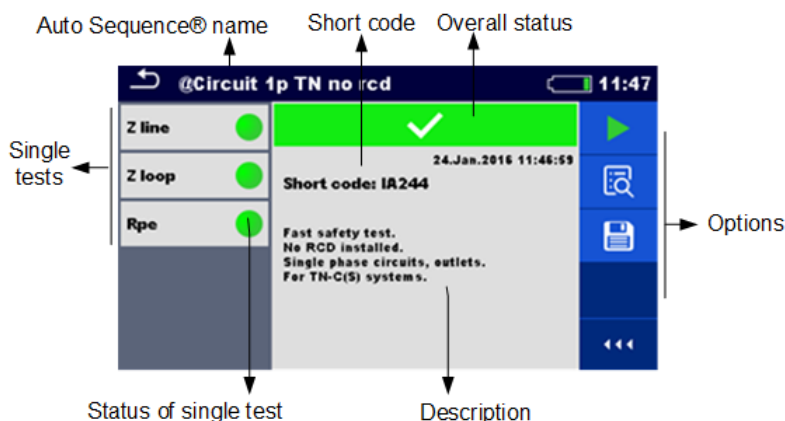 Auto Sequence® name
Short code
Overall status
@Circuit 1p TN no rcd
11:47
Z line
Z loop
Rpe
24.Jan.2016 11:46:59
Short code: IA244
Fast safety test.
No RCD installed.
Single phase circuits, outlets.
For TN-C(S) systems.
Single
tests
Options
Status of single test
Description